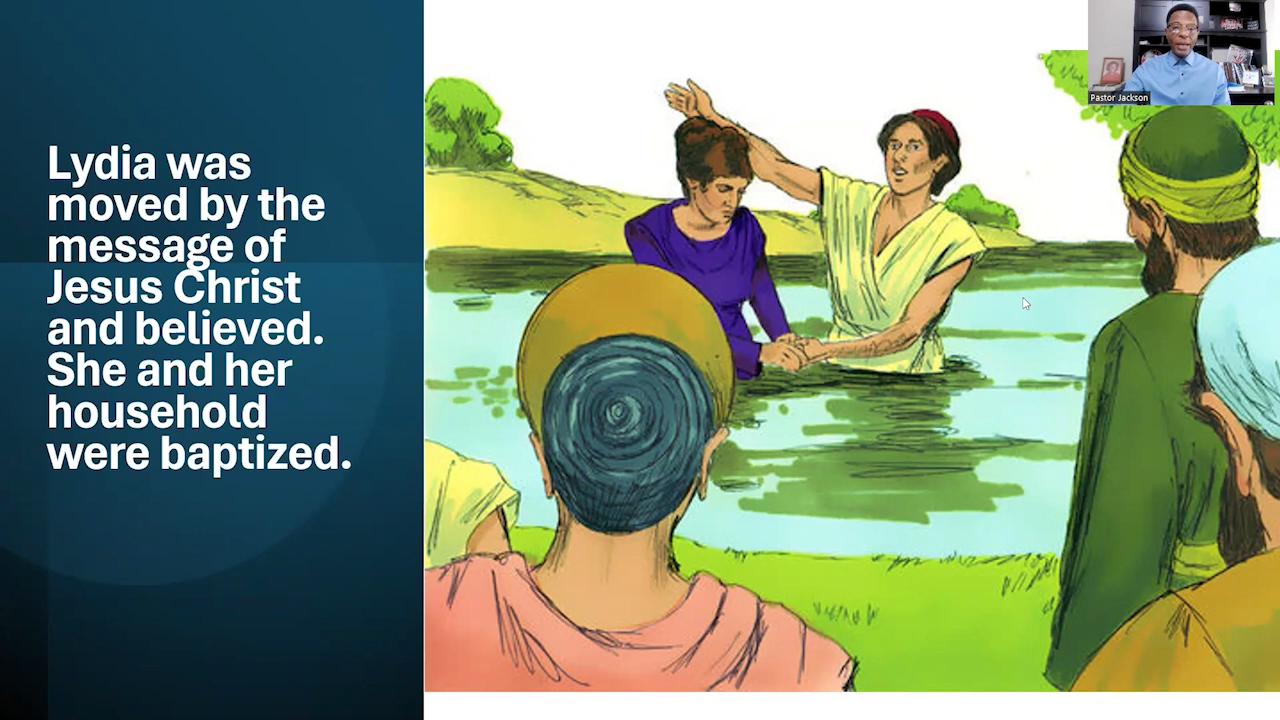 Lydia was
moved by the
message of
Jesus Christ
and believed.
She and her
household
were baptized.
Pastor Jackson